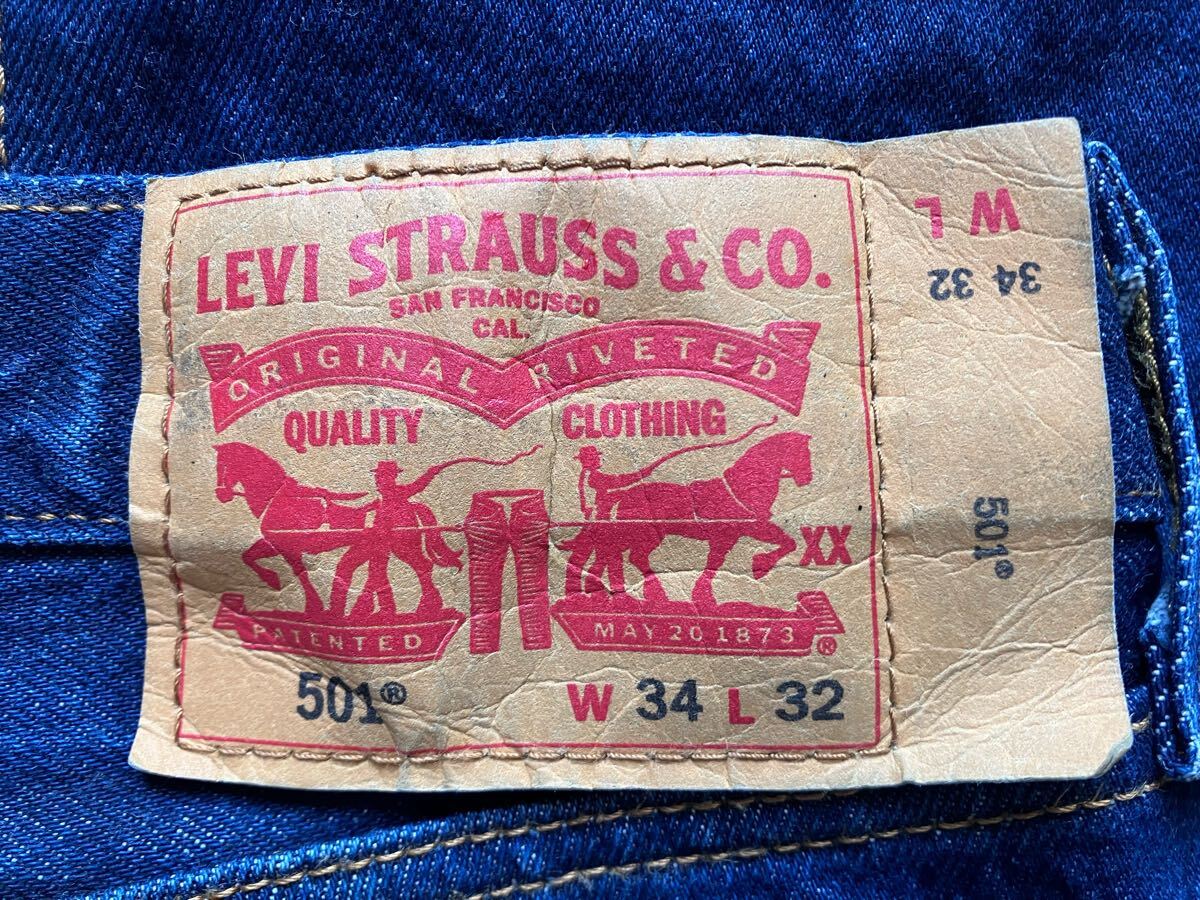 LEVI STRAUSS & CO.
SAN FRANCISCO
CAL.
ORIGINAL RIVETED
QUALITY CLOTHING
XX
PATENTED MAY 20 1873 ®
501® W 34 L 32
W L
34 32
501®